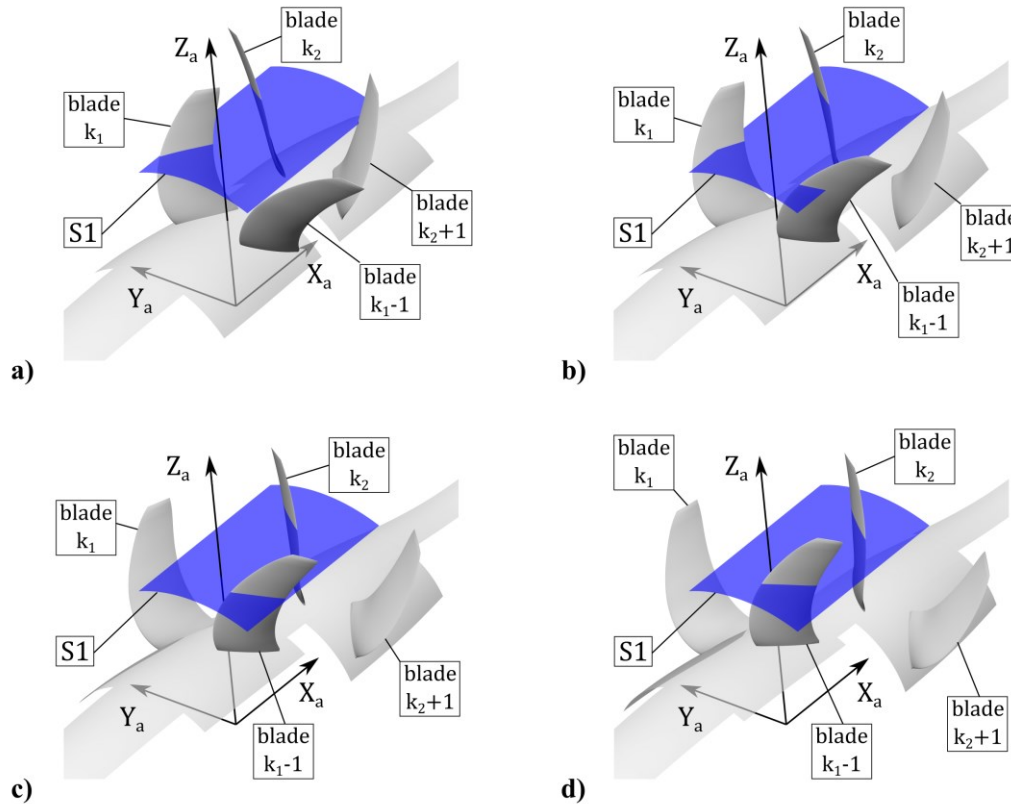 blade
k₂
Zₐ
blade
k₁
S1
blade
k₂+1
Xₐ
Yₐ
blade
k₁-1
a)
blade
k₂
Zₐ
blade
k₁
S1
blade
k₂+1
Xₐ
Yₐ
blade
k₁-1
b)
blade
k₂
Zₐ
blade
k₁
S1
blade
k₂+1
Xₐ
Yₐ
blade
k₁-1
c)
blade
k₂
Zₐ
blade
k₁
S1
Xₐ
Yₐ
blade
k₂+1
blade
k₁-1
d)